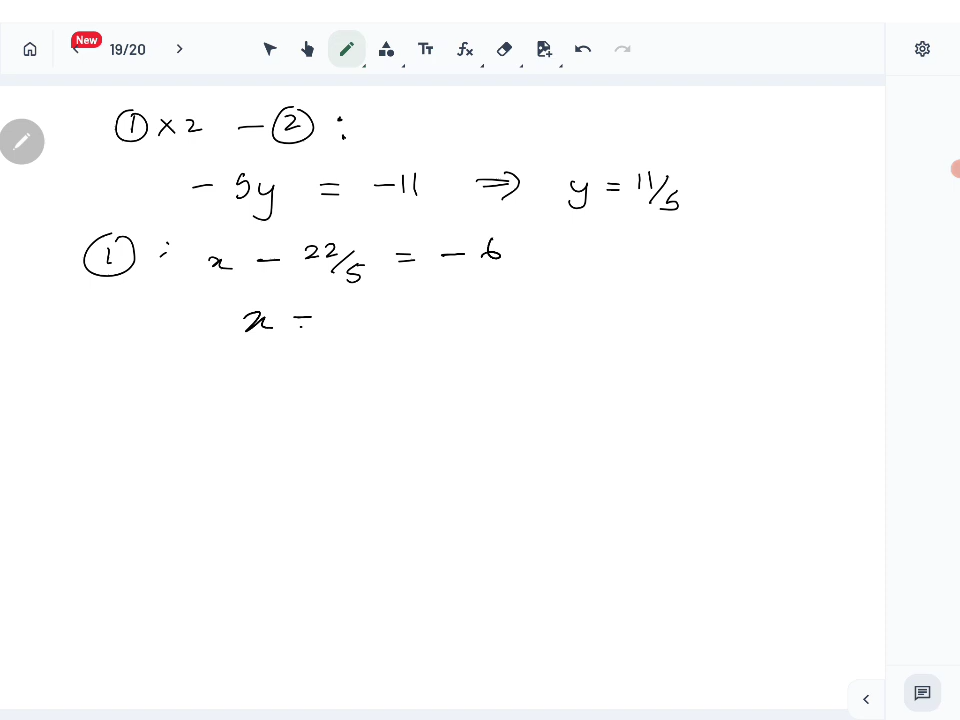 New
19/20
Tт fx
① × 2 – ② :
– 5y = –11 ⇒ y = 11/5
① : x – 22/5 = – 6
x =